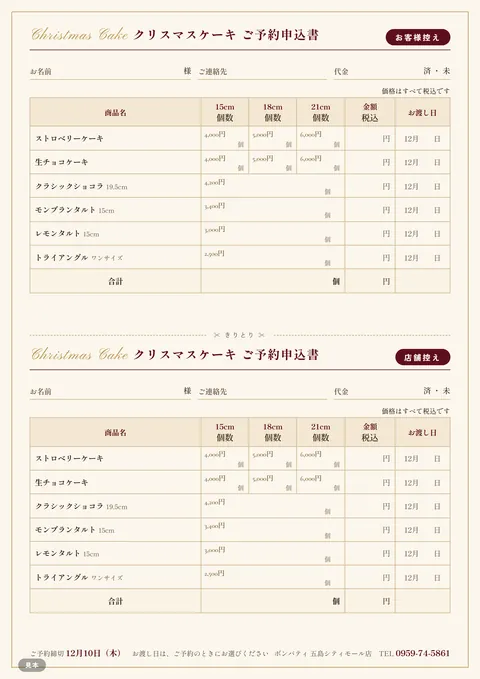 Christmas Cake クリスマスケーキ ご予約申込書 お客様控え
お名前 様 ご連絡先 代金 済・未
価格はすべて税込です
商品名 15cm 個数 18cm 個数 21cm 個数 金額 税込 お渡し日
ストロベリーケーキ 4,000円 個 5,000円 個 6,000円 個 円 12月 日
生チョコケーキ 4,000円 個 5,000円 個 6,000円 個 円 12月 日
クラシックショコラ 19.5cm 4,200円 個 円 12月 日
モンブランタルト 15cm 3,400円 個 円 12月 日
レモンタルト 15cm 3,000円 個 円 12月 日
トライアングル ワンサイズ 2,900円 個 円 12月 日
合計 個 円
きりとり
Christmas Cake クリスマスケーキ ご予約申込書 店舗控え
お名前 様 ご連絡先 代金 済・未
価格はすべて税込です
商品名 15cm 個数 18cm 個数 21cm 個数 金額 税込 お渡し日
ストロベリーケーキ 4,000円 個 5,000円 個 6,000円 個 円 12月 日
生チョコケーキ 4,000円 個 5,000円 個 6,000円 個 円 12月 日
クラシックショコラ 19.5cm 4,200円 個 円 12月 日
モンブランタルト 15cm 3,400円 個 円 12月 日
レモンタルト 15cm 3,000円 個 円 12月 日
トライアングル ワンサイズ 2,900円 個 円 12月 日
合計 個 円
ご予約締切 12月10日（木） お渡し日は、ご予約のときにお選びください ボンパティ 五島シティモール店 TEL 0959-74-5861
見本